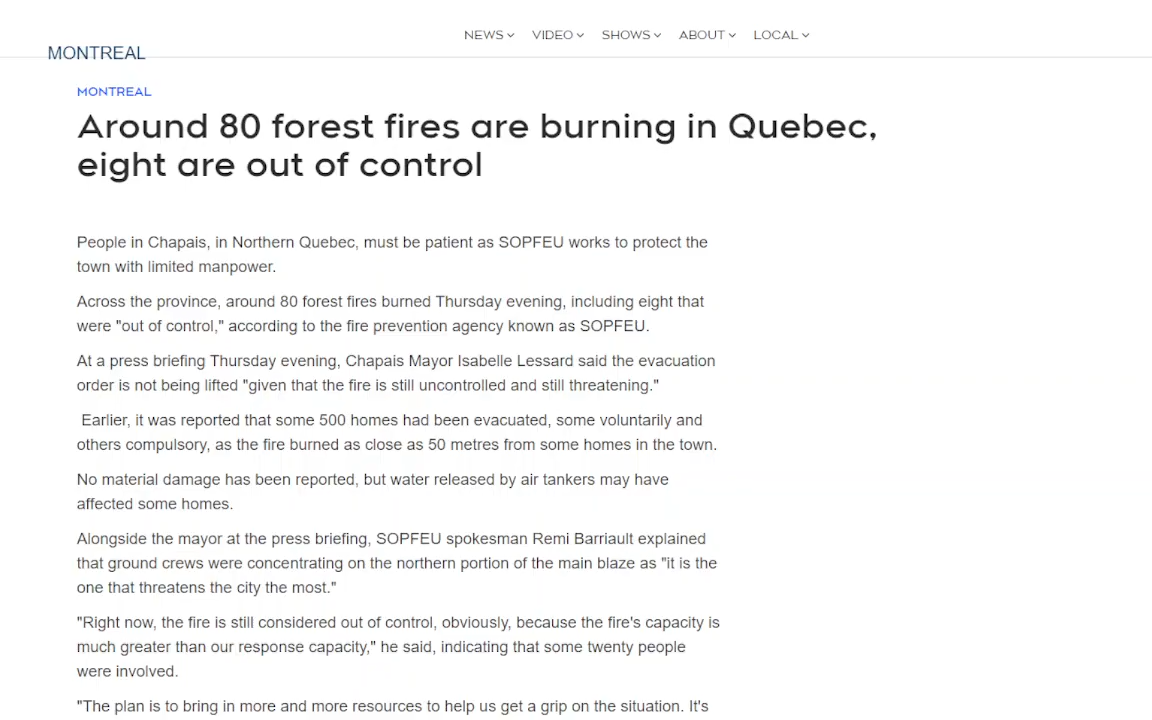 NEWS VIDEO SHOWS ABOUT LOCAL
MONTREAL
MONTREAL
Around 80 forest fires are burning in Quebec,
eight are out of control
People in Chapais, in Northern Quebec, must be patient as SOPFEU works to protect the
town with limited manpower.
Across the province, around 80 forest fires burned Thursday evening, including eight that
were "out of control," according to the fire prevention agency known as SOPFEU.
At a press briefing Thursday evening, Chapais Mayor Isabelle Lessard said the evacuation
order is not being lifted "given that the fire is still uncontrolled and still threatening."
Earlier, it was reported that some 500 homes had been evacuated, some voluntarily and
others compulsory, as the fire burned as close as 50 metres from some homes in the town.
No material damage has been reported, but water released by air tankers may have
affected some homes.
Alongside the mayor at the press briefing, SOPFEU spokesman Remi Barriault explained
that ground crews were concentrating on the northern portion of the main blaze as "it is the
one that threatens the city the most."
"Right now, the fire is still considered out of control, obviously, because the fire's capacity is
much greater than our response capacity," he said, indicating that some twenty people
were involved.
"The plan is to bring in more and more resources to help us get a grip on the situation. It's